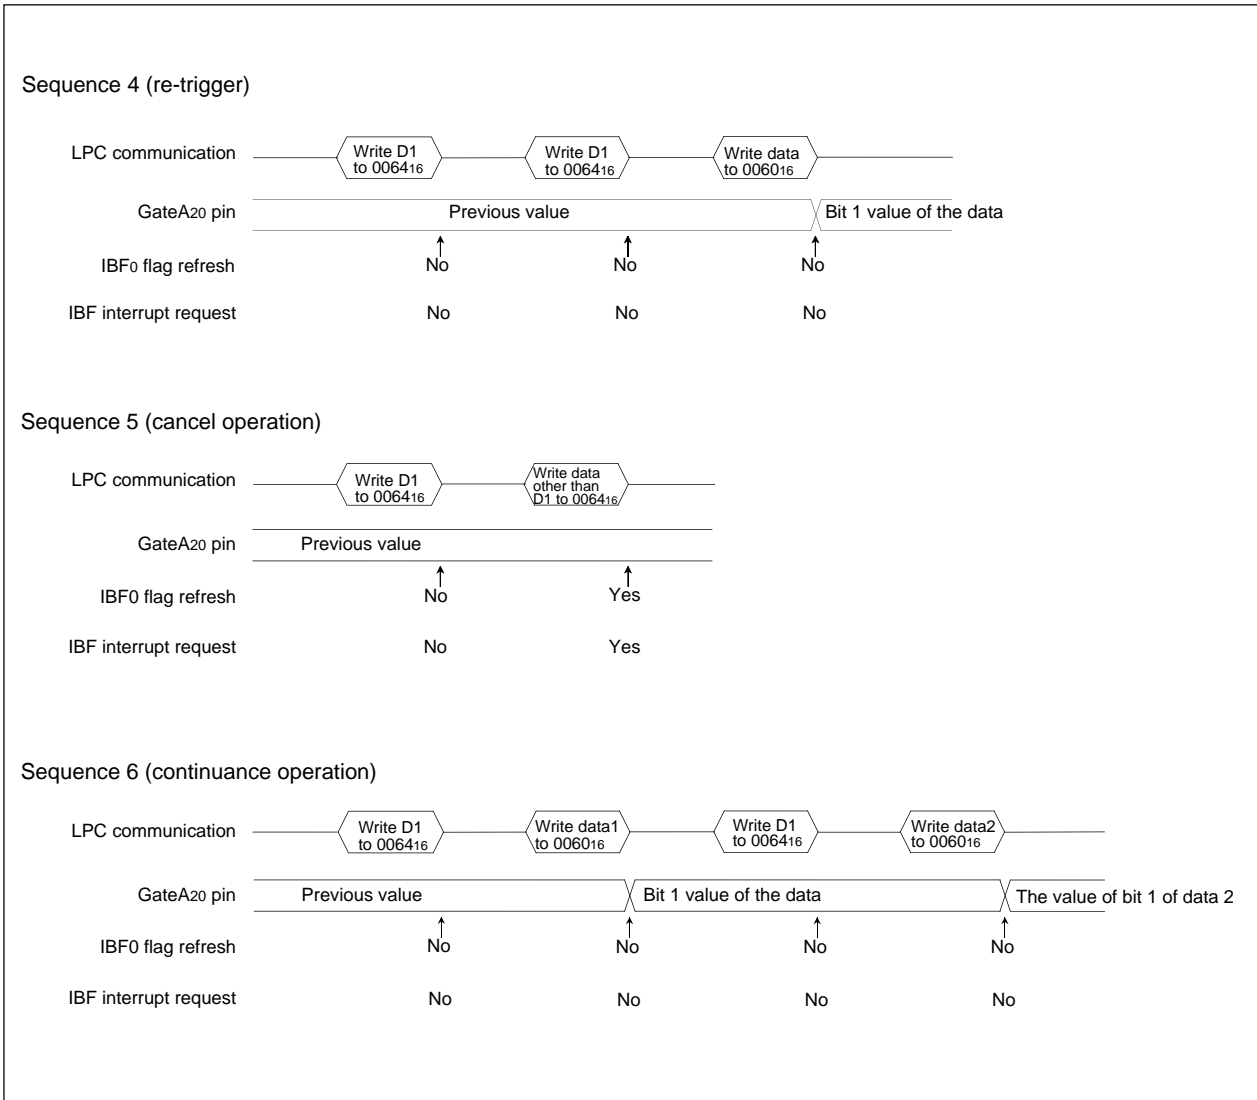 Sequence 4 (re-trigger)
LPC communication
Write D1
to 006416
Write D1
to 006416
Write data
to 006016
GateA20 pin
Previous value
Bit 1 value of the data
IBF0 flag refresh
No
No
No
IBF interrupt request
No
No
No
Sequence 5 (cancel operation)
LPC communication
Write D1
to 006416
Write data
other than
D1 to 006416
GateA20 pin
Previous value
IBF0 flag refresh
No
Yes
IBF interrupt request
No
Yes
Sequence 6 (continuance operation)
LPC communication
Write D1
to 006416
Write data1
to 006016
Write D1
to 006416
Write data2
to 006016
GateA20 pin
Previous value
Bit 1 value of the data
The value of bit 1 of data 2
IBF0 flag refresh
No
No
No
No
IBF interrupt request
No
No
No
No